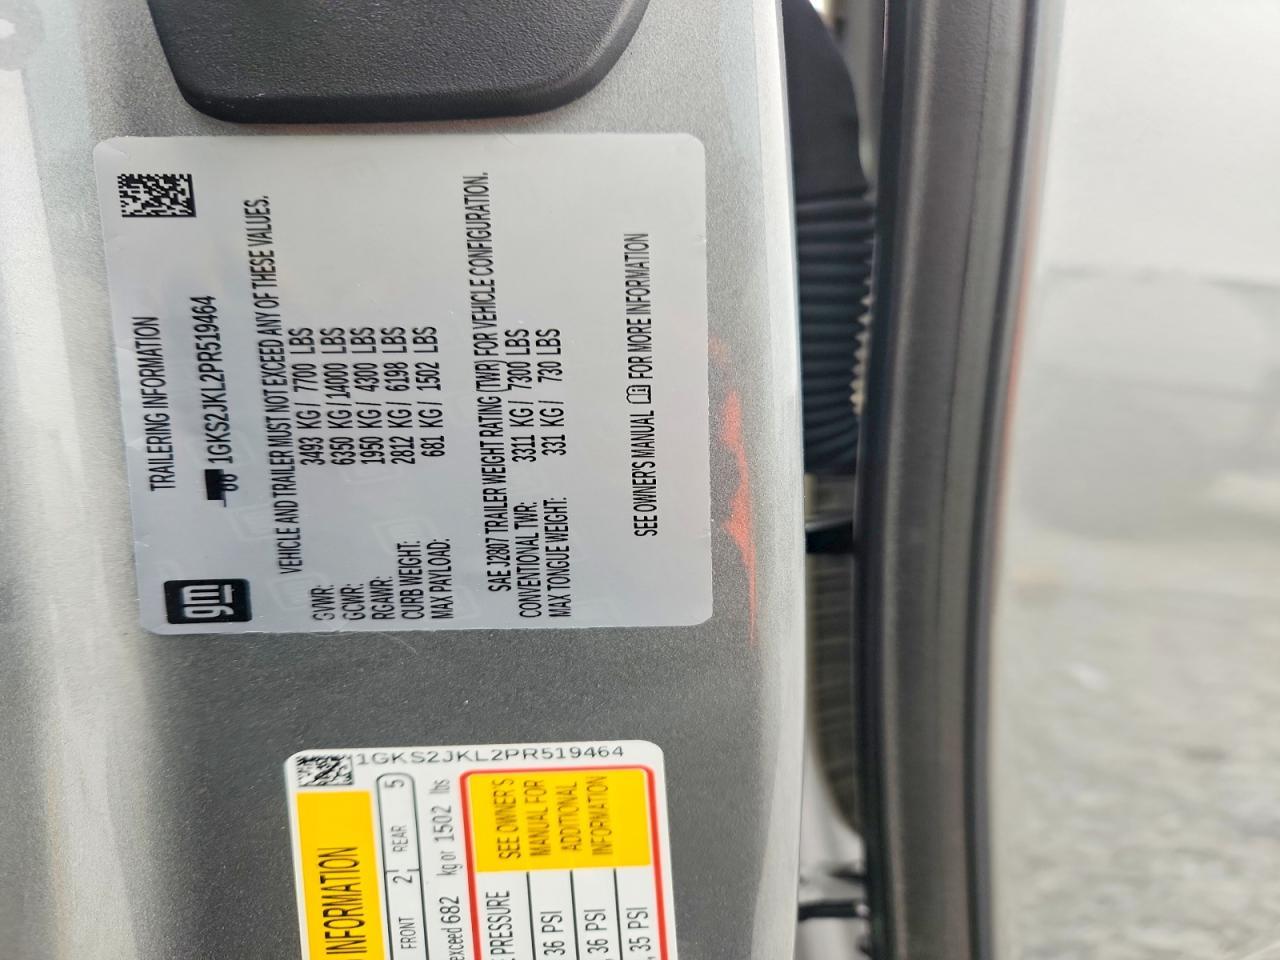 gm
TRAILERING INFORMATION
1GKS2JKL2PR519464
VEHICLE AND TRAILER MUST NOT EXCEED ANY OF THESE VALUES.
GVWR: 3493 KG / 7700 LBS
GCWR: 6350 KG / 14000 LBS
RGAWR: 1950 KG / 4300 LBS
CURB WEIGHT: 2812 KG / 6198 LBS
MAX PAYLOAD: 681 KG / 1502 LBS
SAE J2807 TRAILER WEIGHT RATING (TWR) FOR VEHICLE CONFIGURATION.
CONVENTIONAL TWR: 3311 KG / 7300 LBS
MAX TONGUE WEIGHT: 331 KG / 730 LBS
SEE OWNER'S MANUAL FOR MORE INFORMATION
1GKS2JKL2PR519464
INFORMATION
FRONT 2 REAR 5
exceed 682 kg or 1502 lbs
PRESSURE
, 36 PSI
, 36 PSI
, 35 PSI
SEE OWNER'S
MANUAL FOR
ADDITIONAL
INFORMATION